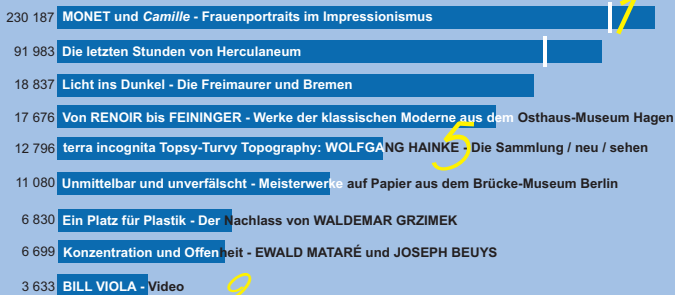 230 187 MONET und Camille - Frauenportraits im Impressionismus 1
91 983 Die letzten Stunden von Herculaneum
18 837 Licht ins Dunkel - Die Freimaurer und Bremen
17 676 Von RENOIR bis FEININGER - Werke der klassischen Moderne aus dem Osthaus-Museum Hagen
12 796 terra incognita Topsy-Turvy Topography: WOLFGANG HAINKE - Die Sammlung / neu / sehen 5
11 080 Unmittelbar und unverfälscht - Meisterwerke auf Papier aus dem Brücke-Museum Berlin
6 830 Ein Platz für Plastik - Der Nachlass von WALDEMAR GRZIMEK
6 699 Konzentration und Offenheit - EWALD MATARÉ und JOSEPH BEUYS
3 633 BILL VIOLA - Video